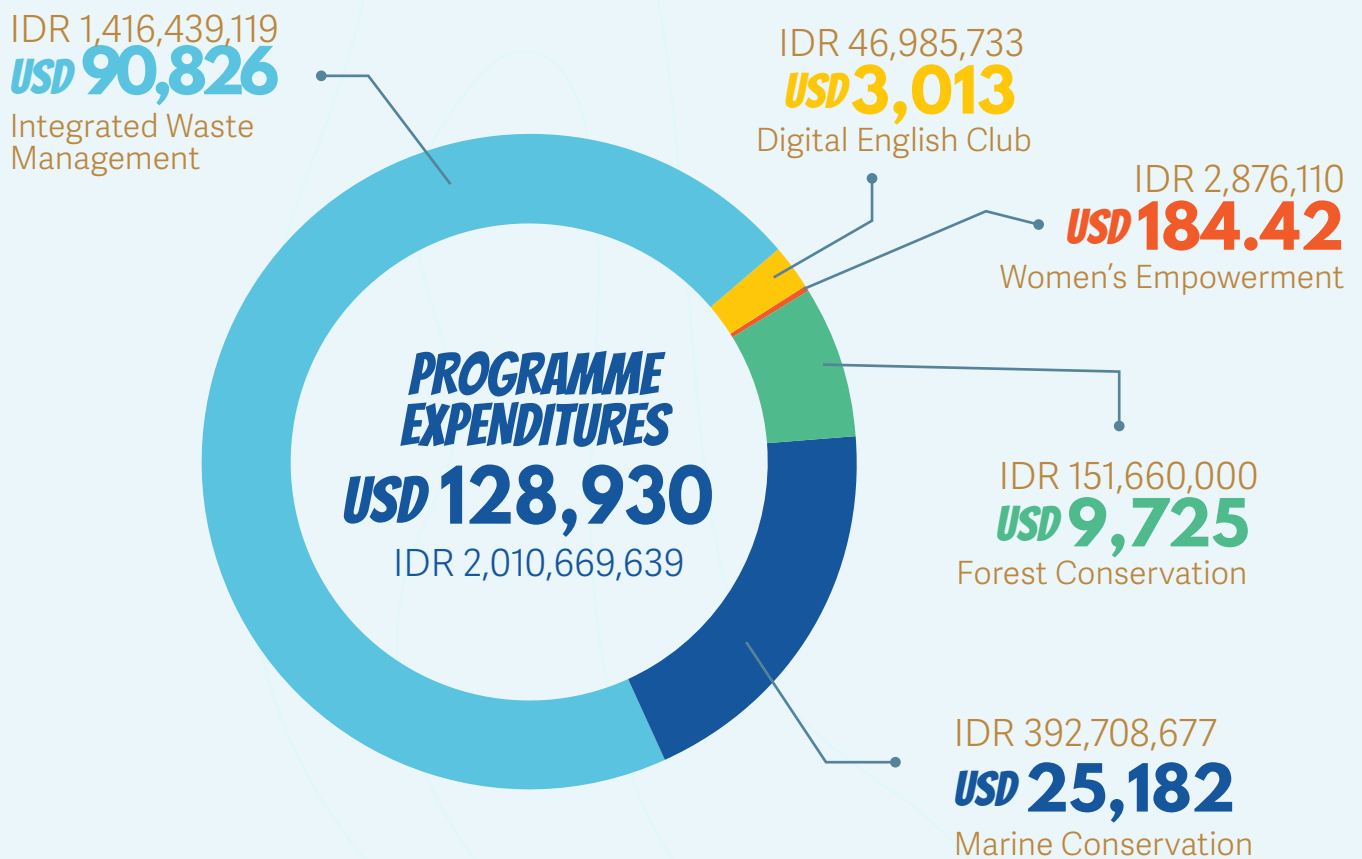 IDR 1,416,439,119
USD 90,826
Integrated Waste
Management
IDR 46,985,733
USD 3,013
Digital English Club
IDR 2,876,110
USD 184.42
Women’s Empowerment
PROGRAMME
EXPENDITURES
USD 128,930
IDR 2,010,669,639
IDR 151,660,000
USD 9,725
Forest Conservation
IDR 392,708,677
USD 25,182
Marine Conservation